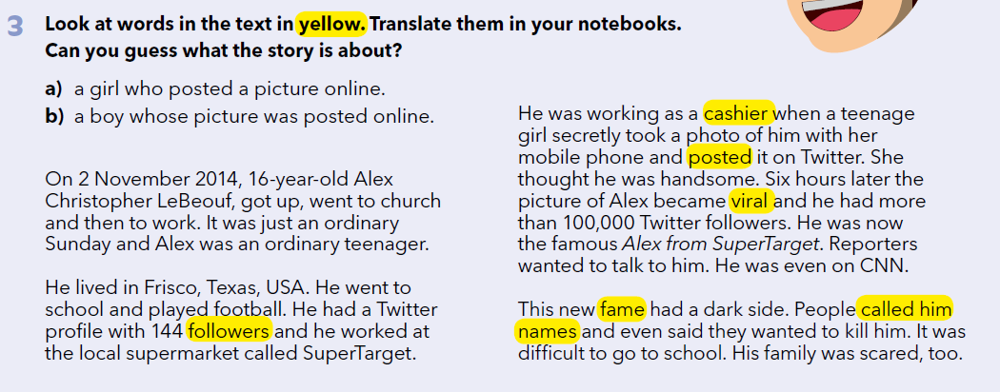 3 Look at words in the text in yellow. Translate them in your notebooks.
Can you guess what the story is about?
a) a girl who posted a picture online.
b) a boy whose picture was posted online.
On 2 November 2014, 16-year-old Alex
Christopher LeBeouf, got up, went to church
and then to work. It was just an ordinary
Sunday and Alex was an ordinary teenager.
He lived in Frisco, Texas, USA. He went to
school and played football. He had a Twitter
profile with 144 followers and he worked at
the local supermarket called SuperTarget.
He was working as a cashier when a teenage
girl secretly took a photo of him with her
mobile phone and posted it on Twitter. She
thought he was handsome. Six hours later the
picture of Alex became viral and he had more
than 100,000 Twitter followers. He was now
the famous Alex from SuperTarget. Reporters
wanted to talk to him. He was even on CNN.
This new fame had a dark side. People called him
names and even said they wanted to kill him. It was
difficult to go to school. His family was scared, too.